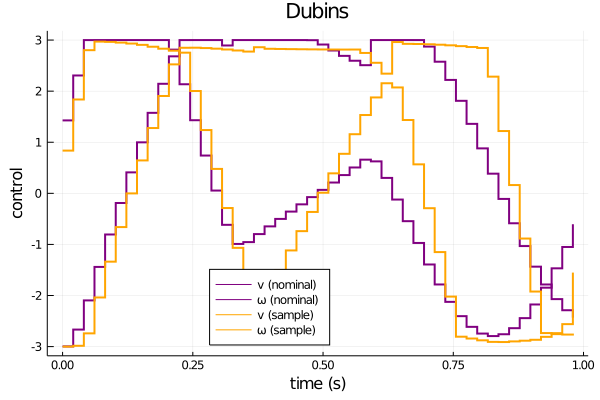 Dubins
control
3
2
1
0
-1
-2
-3
v (nominal)
ω (nominal)
v (sample)
ω (sample)
0.00 0.25 0.50 0.75 1.00
time (s)